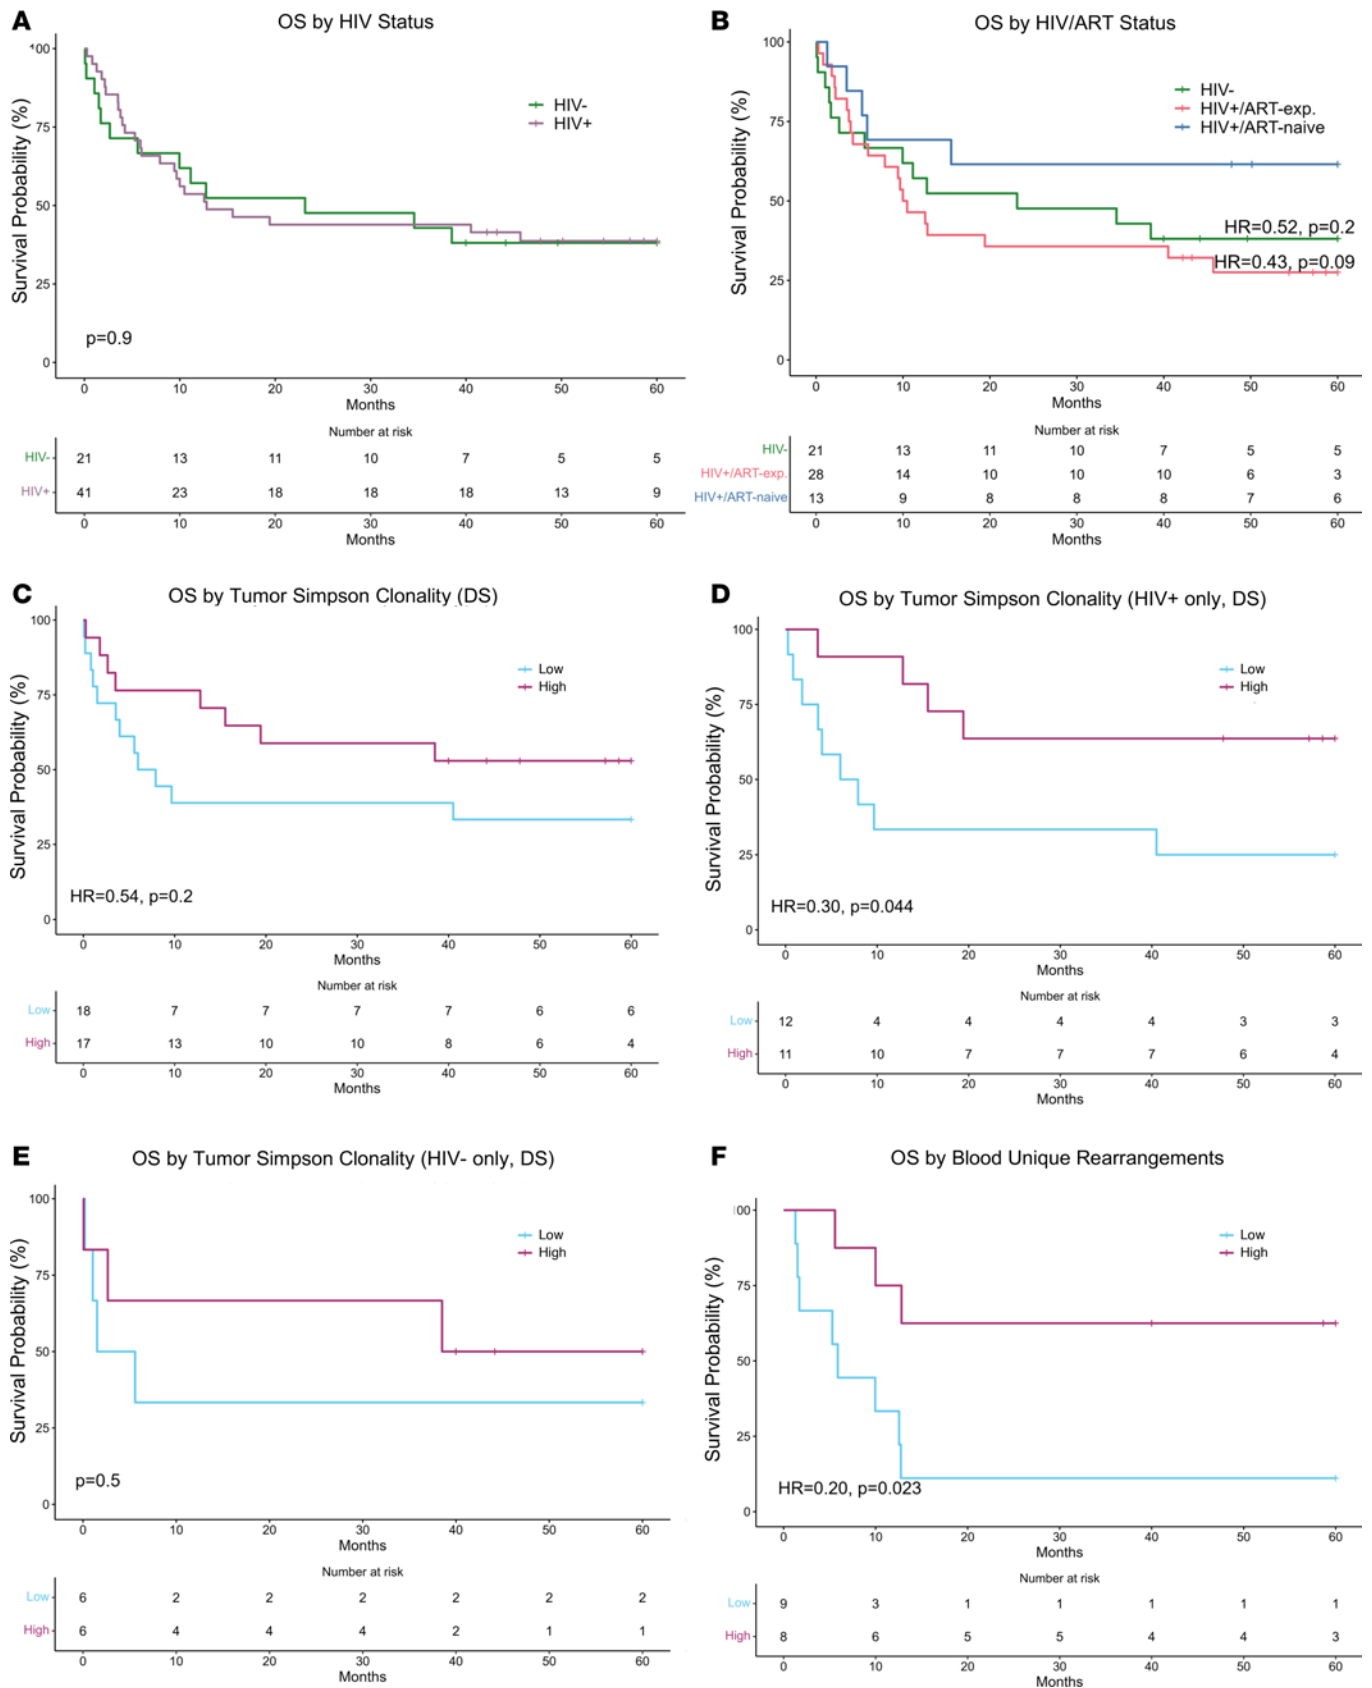 A
OS by HIV Status
Survival Probability (%)
100
75
50
25
0
HIV-
HIV+
p=0.9
0 10 20 30 40 50 60
Months
Number at risk
HIV- 21 13 11 10 7 5 5
HIV+ 41 23 18 18 18 13 9
0 10 20 30 40 50 60
Months
B
OS by HIV/ART Status
Survival Probability (%)
100
75
50
25
0
HIV-
HIV+/ART-exp.
HIV+/ART-naive
HR=0.52, p=0.2
HR=0.43, p=0.09
0 10 20 30 40 50 60
Months
Number at risk
HIV- 21 13 11 10 7 5 5
HIV+/ART-exp. 28 14 10 10 10 6 3
HIV+/ART-naive 13 9 8 8 8 7 6
0 10 20 30 40 50 60
Months
C
OS by Tumor Simpson Clonality (DS)
Survival Probability (%)
100
75
50
25
0
Low
High
HR=0.54, p=0.2
0 10 20 30 40 50 60
Months
Number at risk
Low 18 7 7 7 7 6 6
High 17 13 10 10 8 6 4
0 10 20 30 40 50 60
Months
D
OS by Tumor Simpson Clonality (HIV+ only, DS)
Survival Probability (%)
100
75
50
25
0
Low
High
HR=0.30, p=0.044
0 10 20 30 40 50 60
Months
Number at risk
Low 12 4 4 4 4 3 3
High 11 10 7 7 7 6 4
0 10 20 30 40 50 60
Months
E
OS by Tumor Simpson Clonality (HIV- only, DS)
Survival Probability (%)
100
75
50
25
0
Low
High
p=0.5
0 10 20 30 40 50 60
Months
Number at risk
Low 6 2 2 2 2 2 2
High 6 4 4 4 2 1 1
0 10 20 30 40 50 60
Months
F
OS by Blood Unique Rearrangements
Survival Probability (%)
100
75
50
25
0
Low
High
HR=0.20, p=0.023
0 10 20 30 40 50 60
Months
Number at risk
Low 9 3 1 1 1 1 1
High 8 6 5 5 4 4 3
0 10 20 30 40 50 60
Months